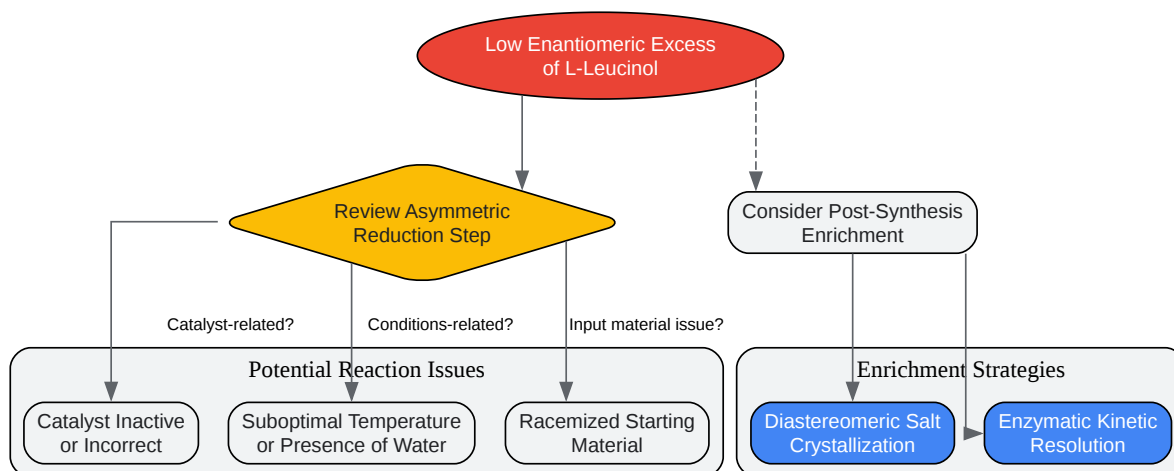 Low Enantiomeric Excess
of L-Leucinol
Review Asymmetric
Reduction Step
Consider Post-Synthesis
Enrichment
Catalyst-related?
Conditions-related?
Input material issue?
Potential Reaction Issues
Enrichment Strategies
Catalyst Inactive
or Incorrect
Suboptimal Temperature
or Presence of Water
Racemized Starting
Material
Diastereomeric Salt
Crystallization
Enzymatic Kinetic
Resolution